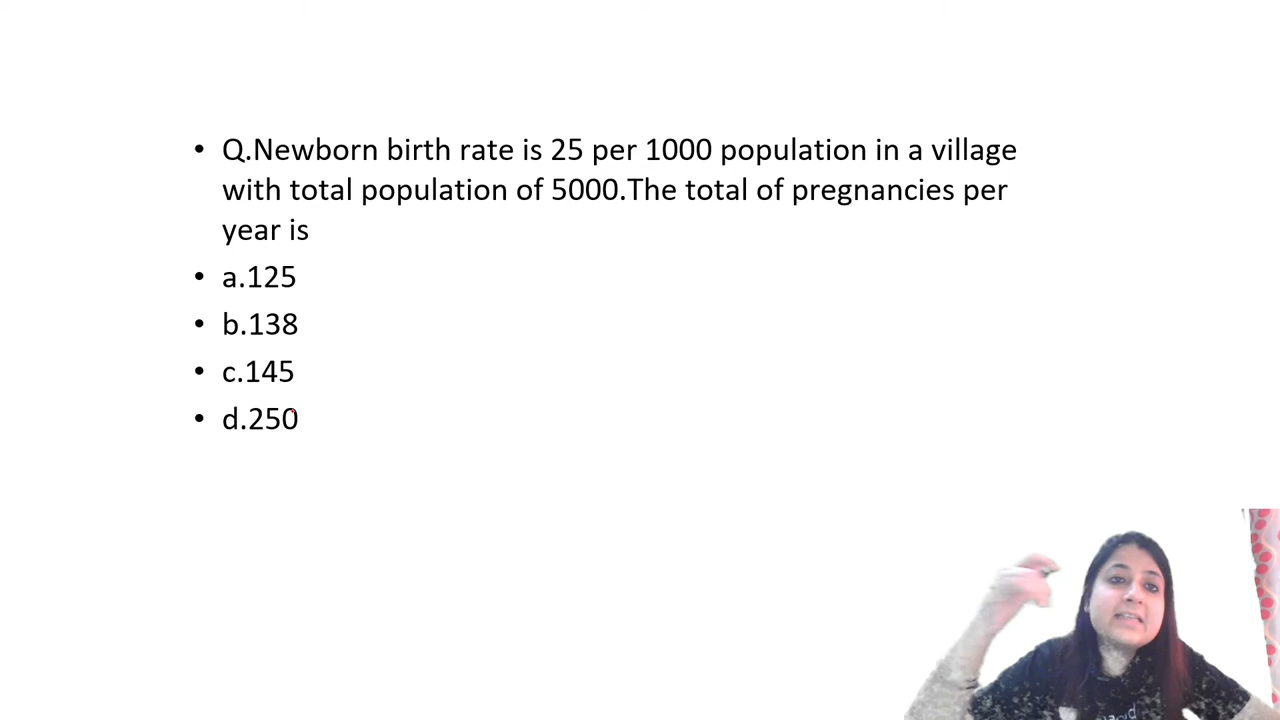 • Q.Newborn birth rate is 25 per 1000 population in a village
with total population of 5000.The total of pregnancies per
year is
• a.125
• b.138
• c.145
• d.250